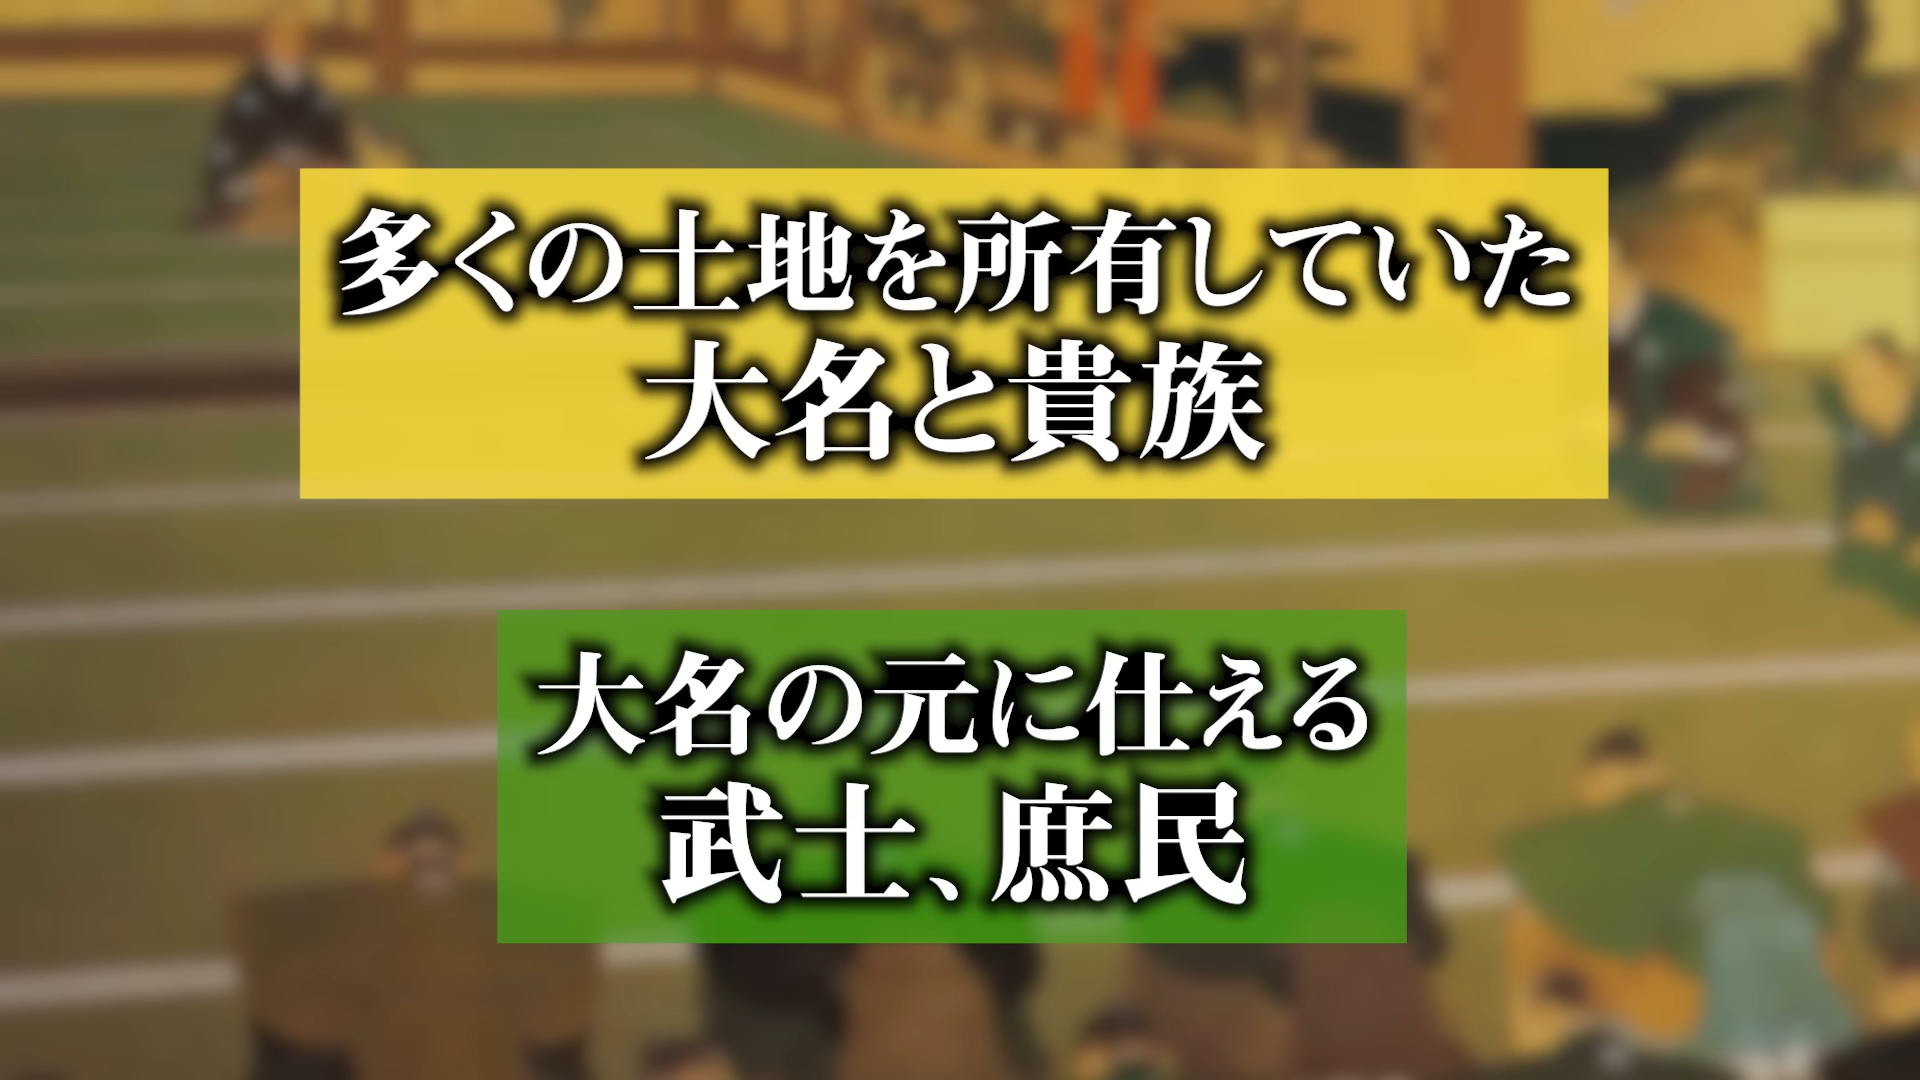 多くの土地を所有していた
大名と貴族
大名の元に仕える
武士、庶民